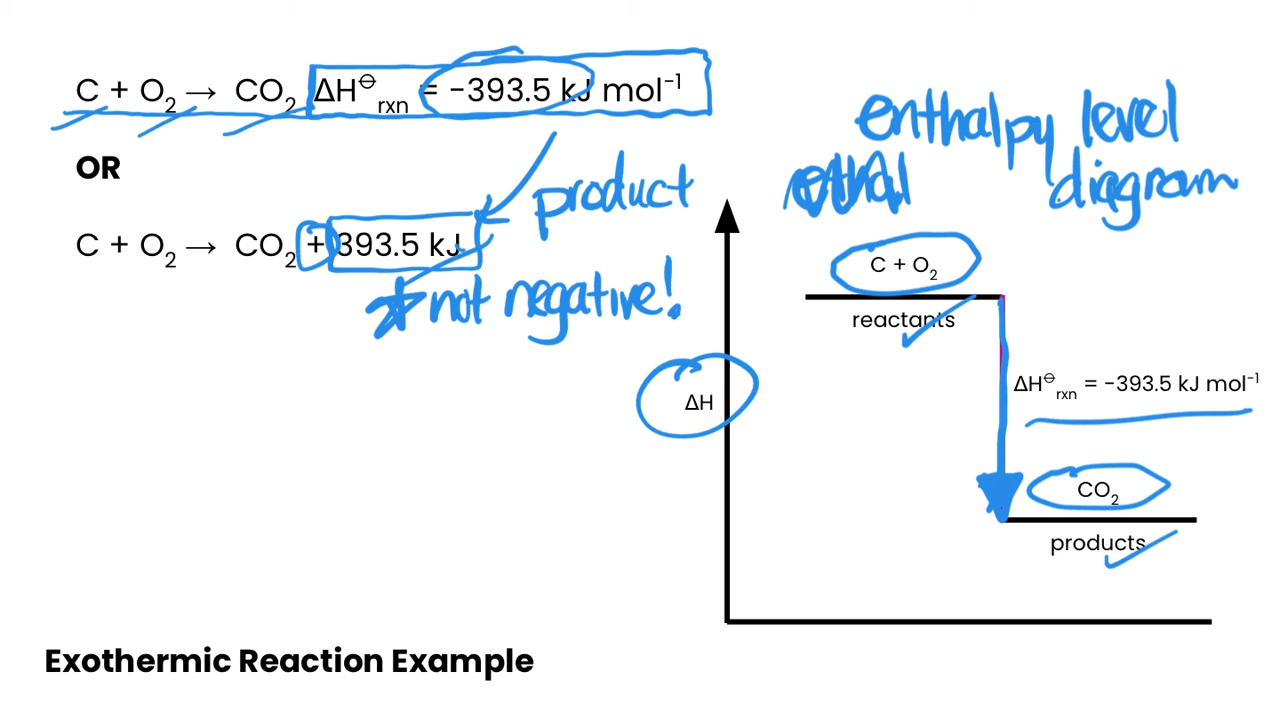 C + O₂ → CO₂ ΔH⦵rxn = −393.5 kJ mol⁻¹
OR
C + O₂ → CO₂ + 393.5 kJ
product
*not negative!
enthalpy level
diagram
C + O₂
reactants
ΔH
ΔH⦵rxn = −393.5 kJ mol⁻¹
CO₂
products
Exothermic Reaction Example